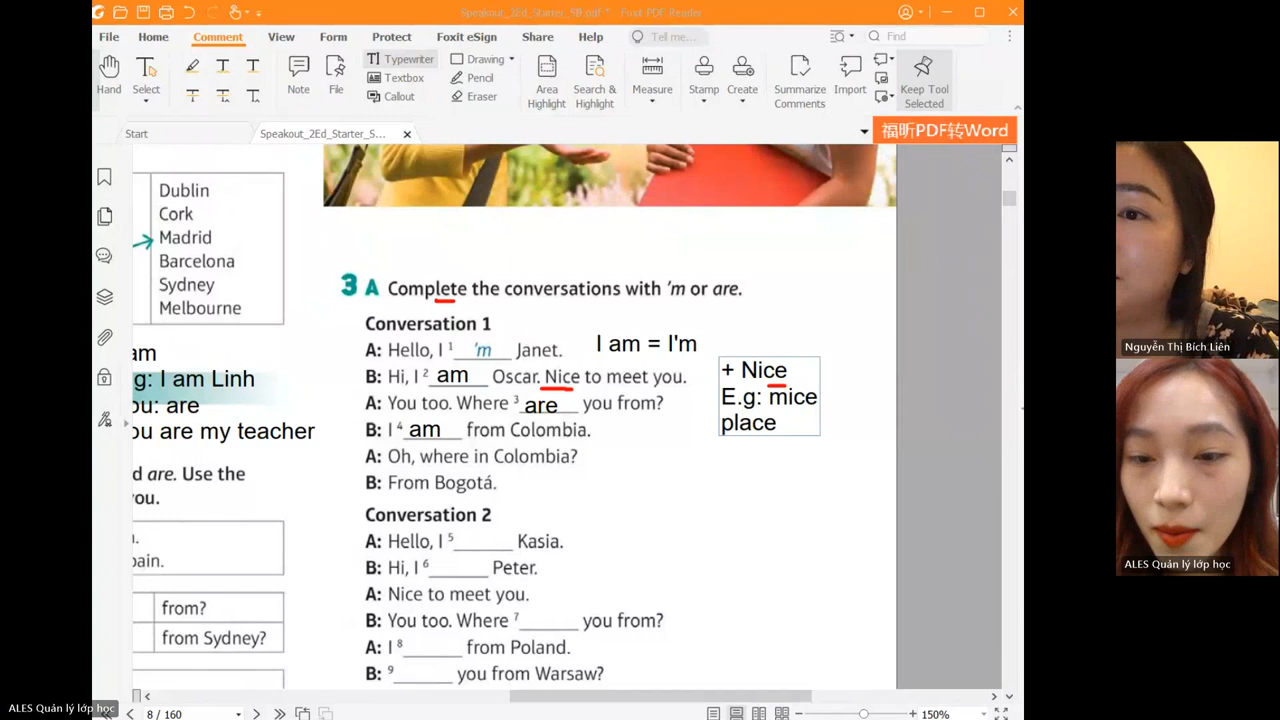 Speakout_2Ed_Starter_SB.pdf * - Foxit PDF Reader
File Home Comment View Form Protect Foxit eSign Share Help Tell me... Find
Hand Select Note File Typewriter Textbox Callout Drawing Pencil Eraser Area Highlight Search & Highlight Measure Stamp Create Summarize Comments Import Keep Tool Selected
Start Speakout_2Ed_Starter_S... 福昕PDF转Word
Dublin
Cork
Madrid
Barcelona
Sydney
Melbourne
am
g: I am Linh
ou: are
ou are my teacher
d are. Use the
ou.
n.
pain.
from?
from Sydney?
3 A Complete the conversations with 'm or are.
Conversation 1
A: Hello, I 1 'm Janet.
I am = I'm
B: Hi, I 2 am Oscar. Nice to meet you.
A: You too. Where 3 are you from?
B: I 4 am from Colombia.
A: Oh, where in Colombia?
B: From Bogotá.
+ Nice
E.g: mice
place
Conversation 2
A: Hello, I 5 ______ Kasia.
B: Hi, I 6 ______ Peter.
A: Nice to meet you.
B: You too. Where 7 ______ you from?
A: I 8 ______ from Poland.
B: 9 ______ you from Warsaw?
Nguyễn Thị Bích Liên
ALES Quản lý lớp học
ALES Quản lý lớp học
8 / 160
150%